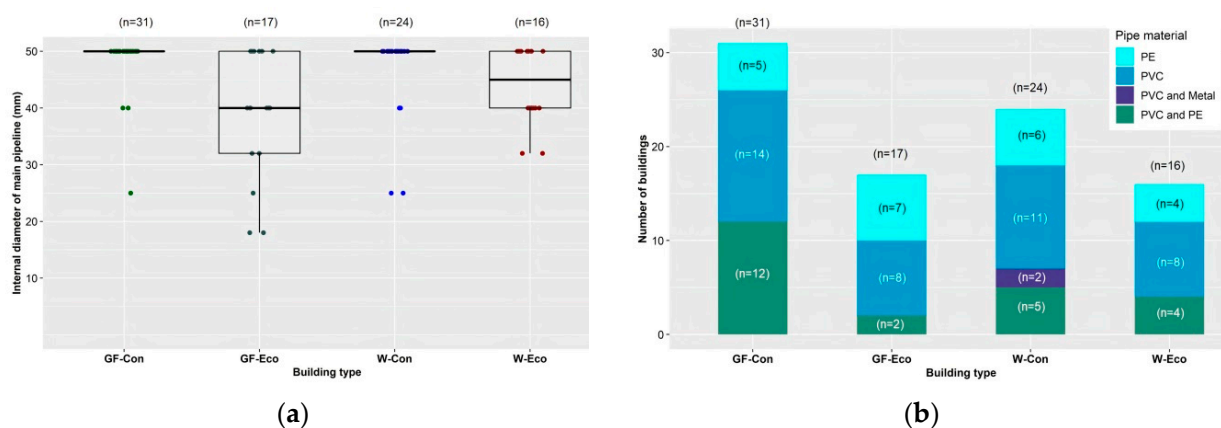 (n=31) (n=17) (n=24) (n=16)
Internal diameter of main pipeline (mm)
50
40
30
20
10
GF-Con GF-Eco W-Con W-Eco
Building type
(a)
(n=31)
Pipe material
PE
PVC
PVC and Metal
PVC and PE
(n=24)
(n=17)
(n=16)
Number of buildings
30
20
10
0
(n=5)
(n=14)
(n=12)
(n=7)
(n=8)
(n=2)
(n=6)
(n=11)
(n=2)
(n=5)
(n=4)
(n=8)
(n=4)
GF-Con GF-Eco W-Con W-Eco
Building type
(b)